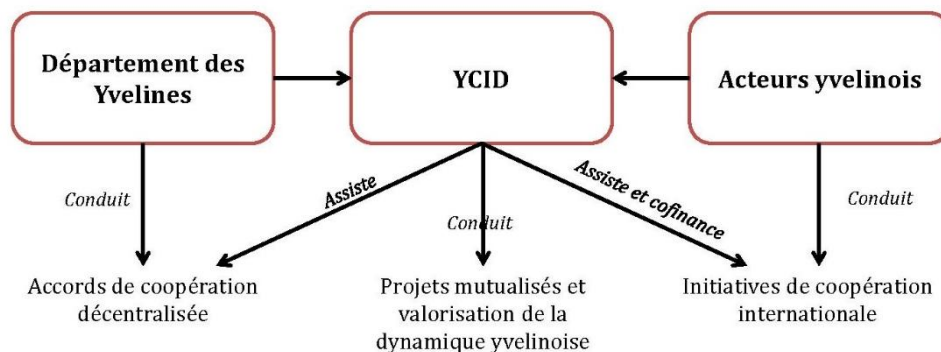 Département des
Yvelines
YCID
Acteurs yvelinois
Conduit
Assiste
Conduit
Assiste et cofinance
Conduit
Accords de coopération
décentralisée
Projets mutualisés et
valorisation de la
dynamique yvelinoise
Initiatives de coopération
internationale